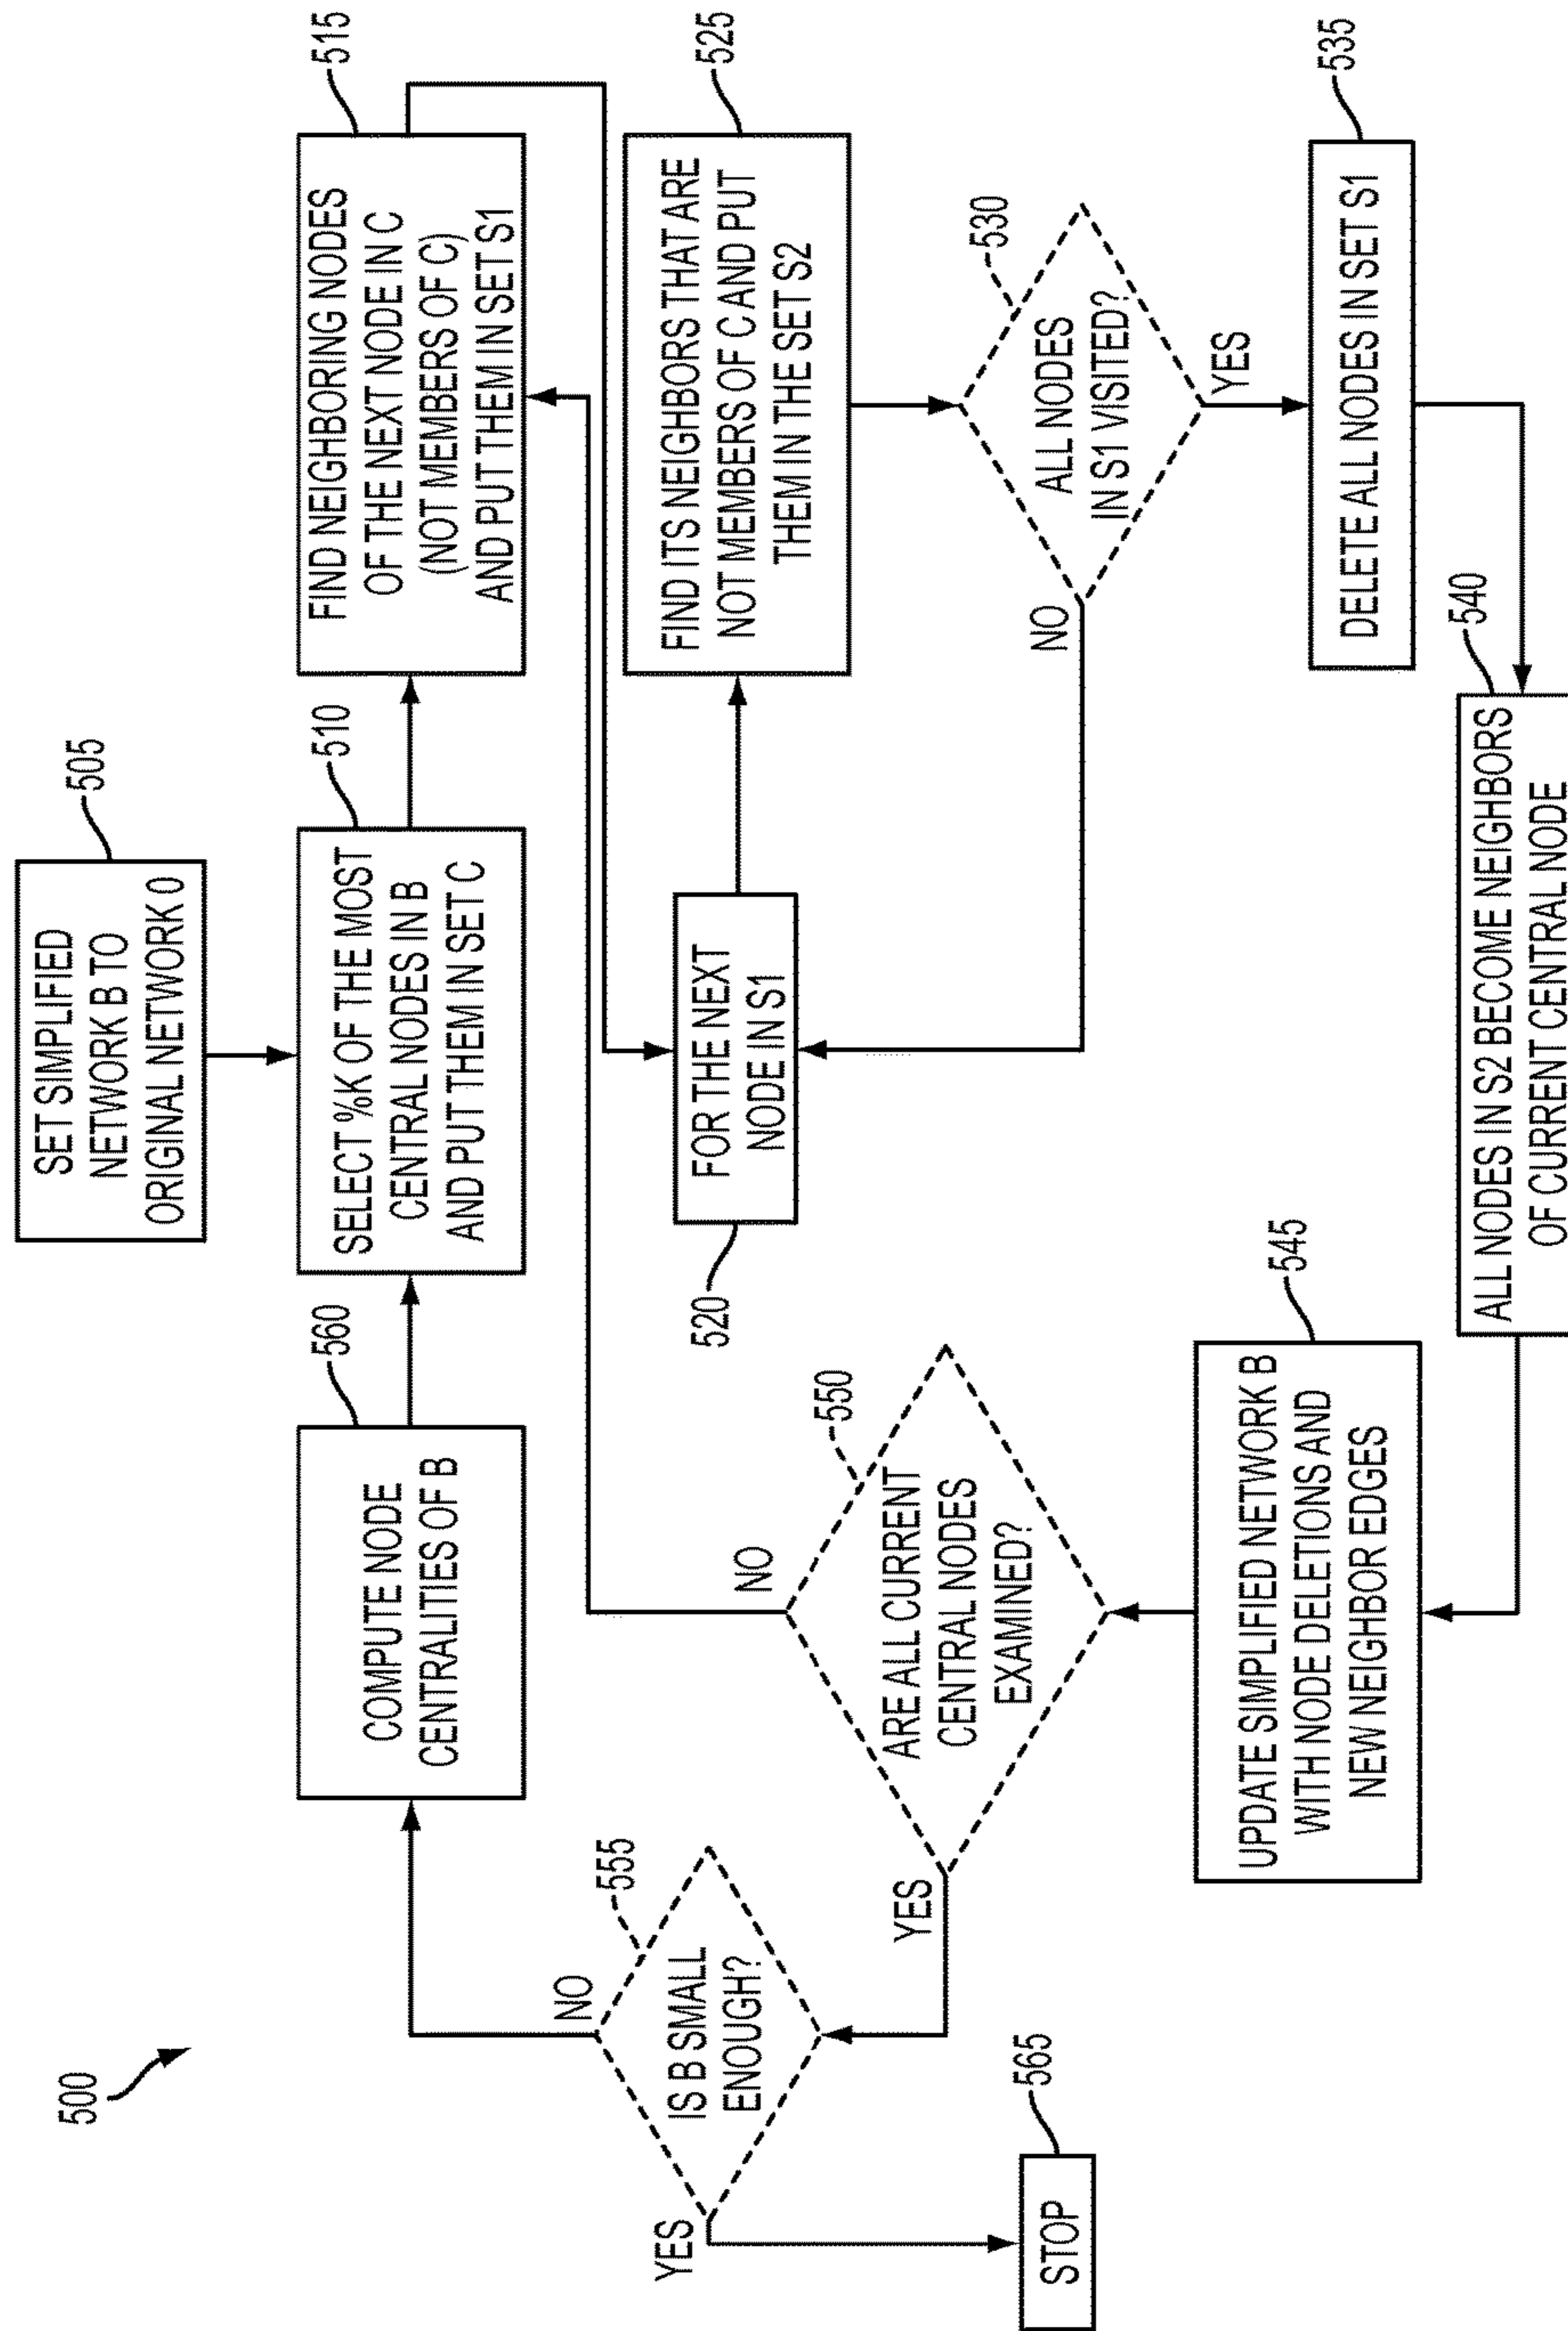 500
SET SIMPLIFIED
NETWORK B TO
ORIGINAL NETWORK 0
505
COMPUTE NODE
CENTRALITIES OF B
560
SELECT %K OF THE MOST
CENTRAL NODES IN B
AND PUT THEM IN SET C
510
FIND NEIGHBORING NODES
OF THE NEXT NODE IN C
(NOT MEMBERS OF C)
AND PUT THEM IN SET S1
515
FOR THE NEXT
NODE IN S1
520
FIND ITS NEIGHBORS THAT ARE
NOT MEMBERS OF C AND PUT
THEM IN THE SET S2
525
ALL NODES
IN S1 VISITED?
530
NO
YES
DELETE ALL NODES IN SET S1
535
ALL NODES IN S2 BECOME NEIGHBORS
OF CURRENT CENTRAL NODE
540
UPDATE SIMPLIFIED NETWORK B
WITH NODE DELETIONS AND
NEW NEIGHBOR EDGES
545
ARE ALL CURRENT
CENTRAL NODES
EXAMINED?
550
NO
YES
IS B SMALL
ENOUGH?
555
NO
YES
STOP
565